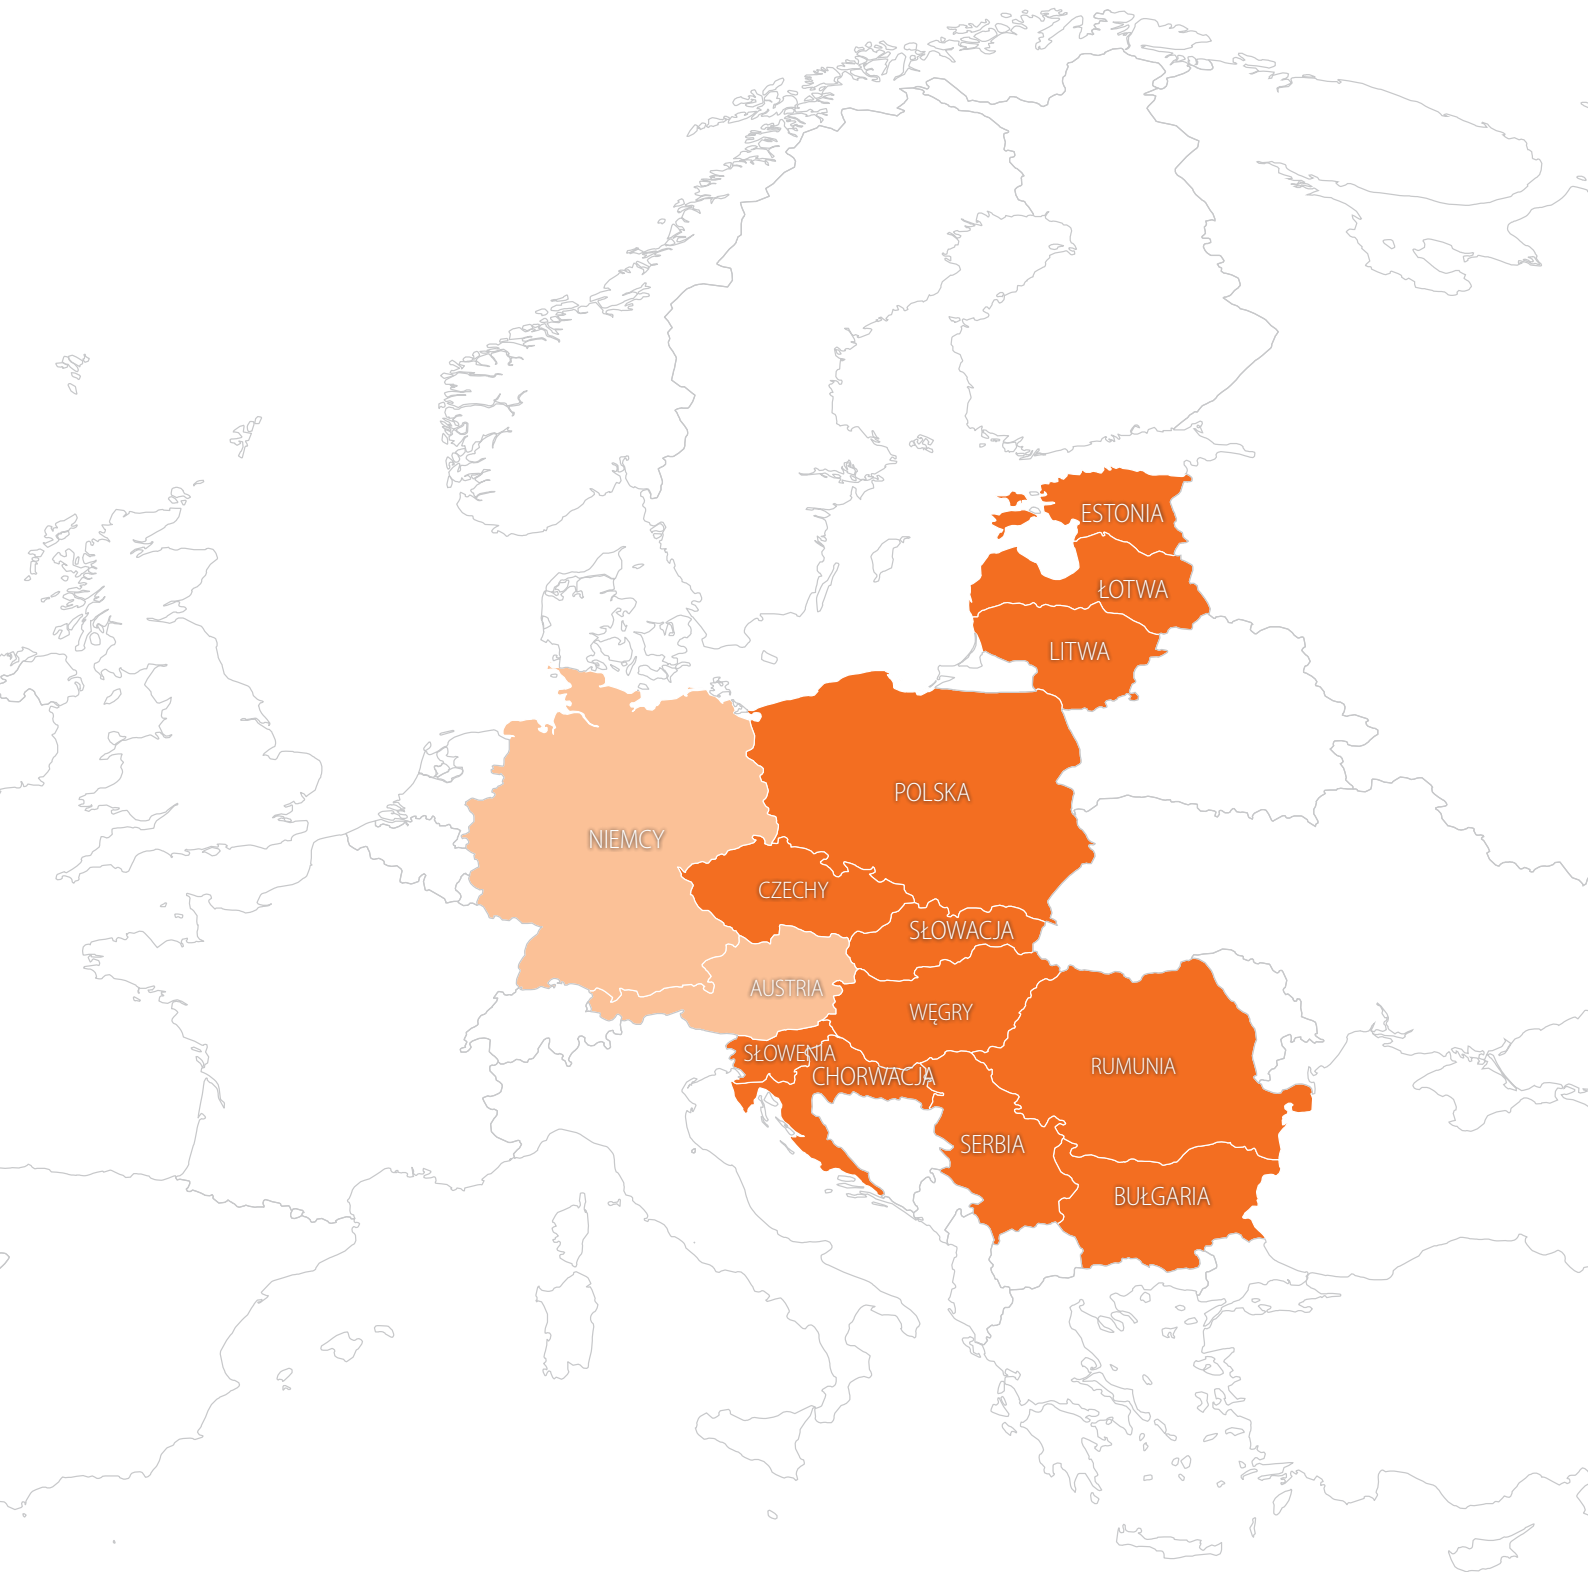 ESTONIA
ŁOTWA
LITWA
POLSKA
NIEMCY
CZECHY
SŁOWACJA
AUSTRIA
WĘGRY
SŁOWENIA
RUMUNIA
CHORWACJA
SERBIA
BUŁGARIA